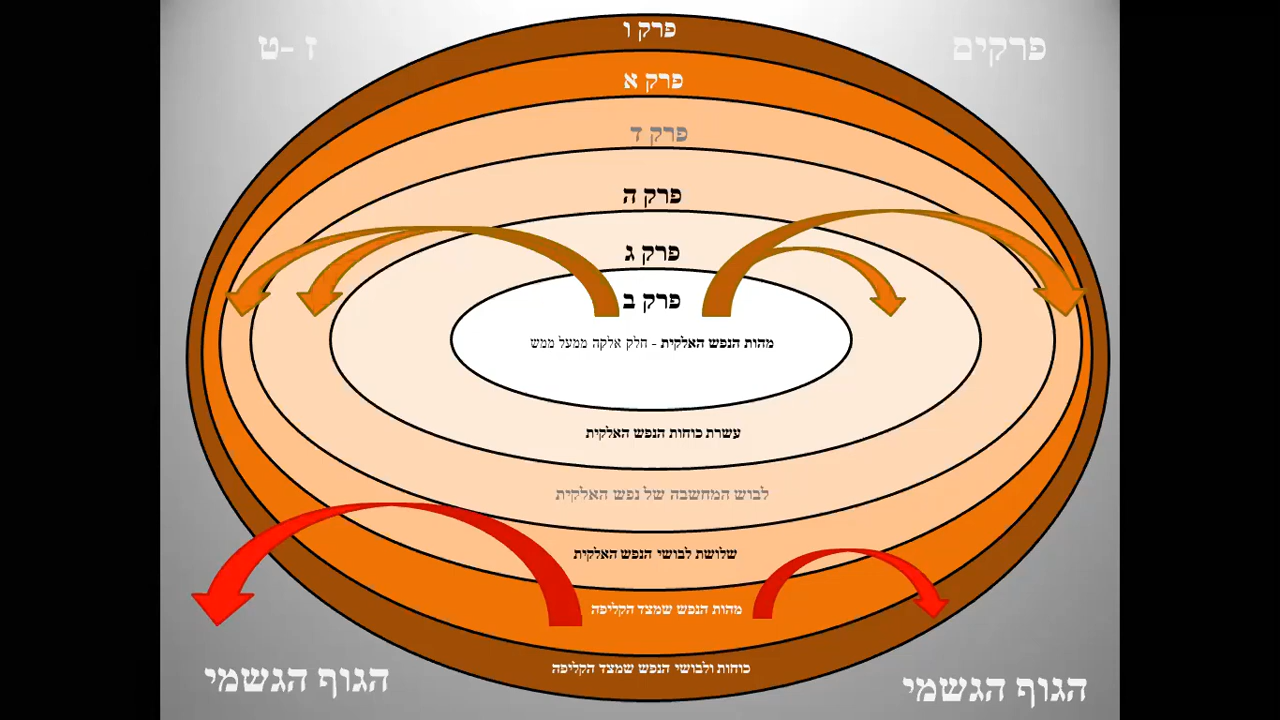 פרק ו
פרקים
ז -ט
פרק א
פרק ד
פרק ה
פרק ג
פרק ב
מהות הנפש האלקית - חלק אלקה ממעל ממש
עשרת כוחות הנפש האלקית
לבוש המחשבה של נפש האלקית
שלושת לבושי הנפש האלקית
מהות הנפש שמצד הקליפה
כוחות ולבושי הנפש שמצד הקליפה
הגוף הגשמי
הגוף הגשמי